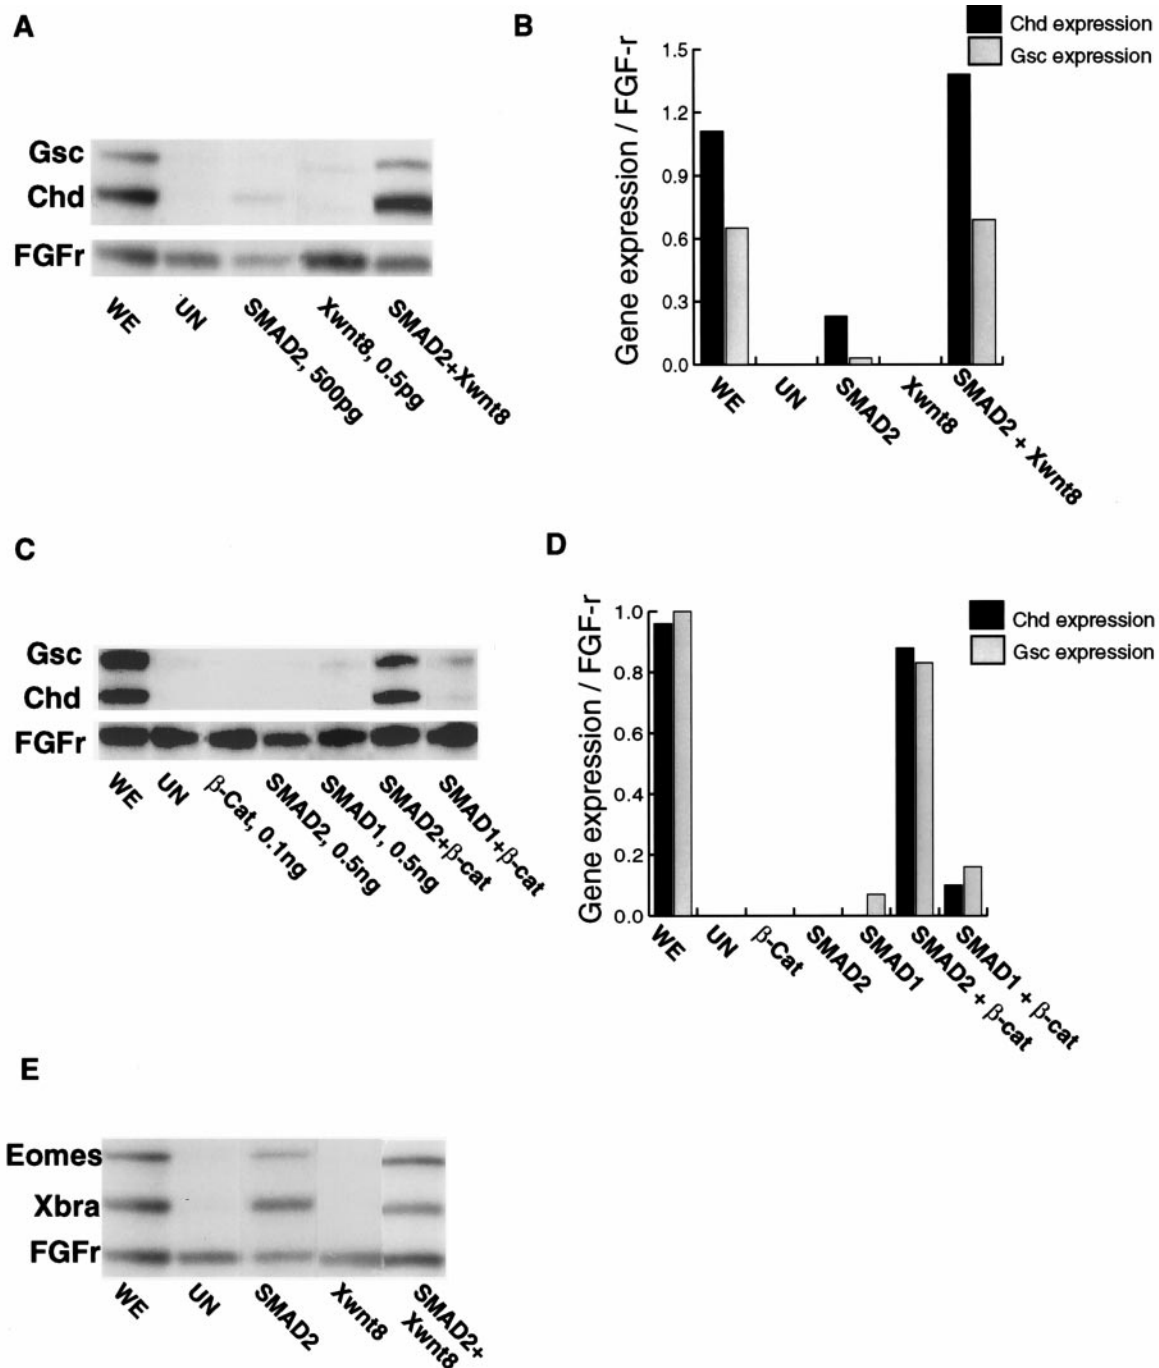 A
Gsc
Chd
FGFr
WE
UN
SMAD2, 500pg
Xwnt8, 0.5pg
SMAD2+Xwnt8
B
Chd expression
Gsc expression
Gene expression / FGF-r
1.5
1.2
0.9
0.6
0.3
0.0
WE
UN
SMAD2
Xwnt8
SMAD2 + Xwnt8
C
Gsc
Chd
FGFr
WE
UN
β-Cat, 0.1ng
SMAD2, 0.5ng
SMAD1, 0.5ng
SMAD2+β-cat
SMAD1+β-cat
D
Chd expression
Gsc expression
Gene expression / FGF-r
1.0
0.8
0.6
0.4
0.2
0.0
WE
UN
β-Cat
SMAD2
SMAD1
SMAD2 + β-cat
SMAD1 + β-cat
E
Eomes
Xbra
FGFr
WE
UN
SMAD2
Xwnt8
SMAD2+
Xwnt8